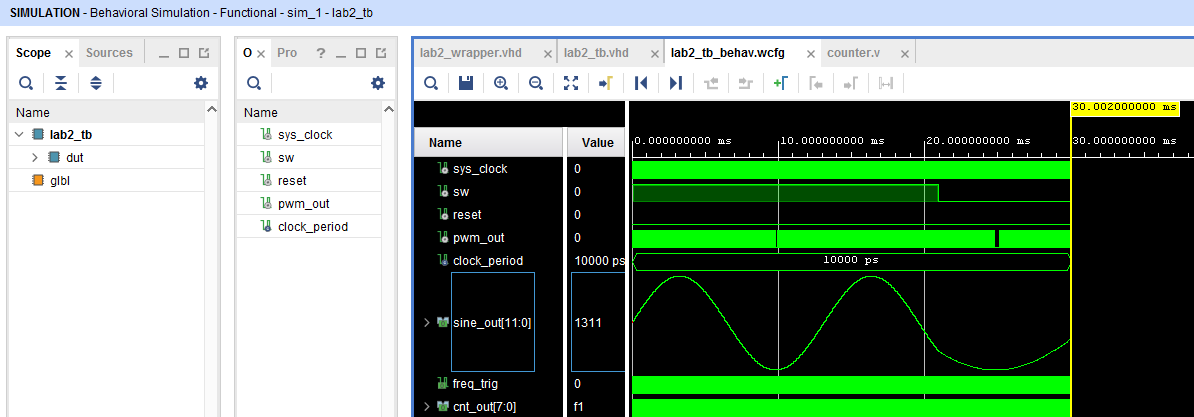 SIMULATION - Behavioral Simulation - Functional - sim_1 - lab2_tb
Scope Sources
Name
lab2_tb
dut
glbl
O Pro ?
Name
sys_clock
sw
reset
pwm_out
clock_period
lab2_wrapper.vhd lab2_tb.vhd lab2_tb_behav.wcfg counter.v
30.002000000 ms
Name Value 0.000000000 ms 10.000000000 ms 20.000000000 ms 30.000000000 ms
sys_clock 0
sw 0
reset 0
pwm_out 0
clock_period 10000 ps 10000 ps
sine_out[11:0] 1311
freq_trig 0
cnt_out[7:0] f1